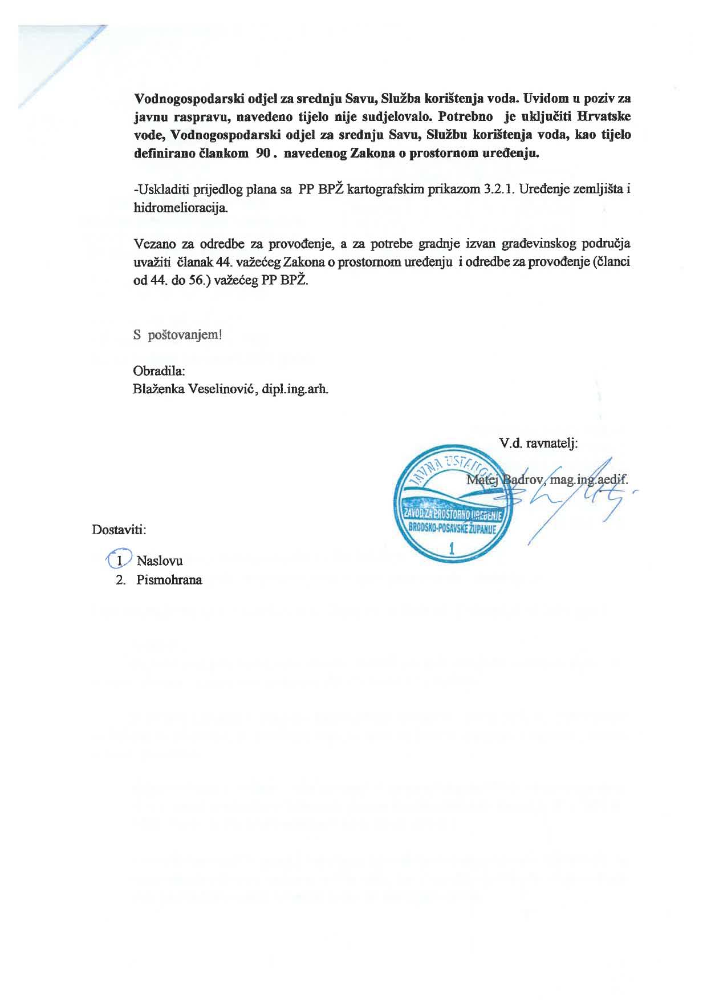 Vodnogospodarski odjel za srednju Savu, Služba korištenja voda. Uvidom u poziv za
javnu raspravu, navedeno tijelo nije sudjelovalo. Potrebno je uključiti Hrvatske
vode, Vodnogospodarski odjel za srednju Savu, Službu korištenja voda, kao tijelo
definirano člankom 90 . navedenog Zakona o prostornom uređenju.
-Uskladiti prijedlog plana sa PP BPŽ kartografskim prikazom 3.2.1. Uređenje zemljišta i
hidromelioracija.
Vezano za odredbe za provođenje, a za potrebe gradnje izvan građevinskog područja
uvažiti članak 44. važećeg Zakona o prostornom uređenju i odredbe za provođenje (članci
od 44. do 56.) važećeg PP BPŽ.
S poštovanjem!
Obradila:
Blaženka Veselinović, dipl.ing.arh.
V.d. ravnatelj:
Matej Badrov, mag.ing.aedif.
JAVNA USTANOVA
ZAVOD ZA PROSTORNO UREĐENJE
BRODSKO-POSAVSKE ŽUPANIJE
1
Dostaviti:
1. Naslovu
2. Pismohrana